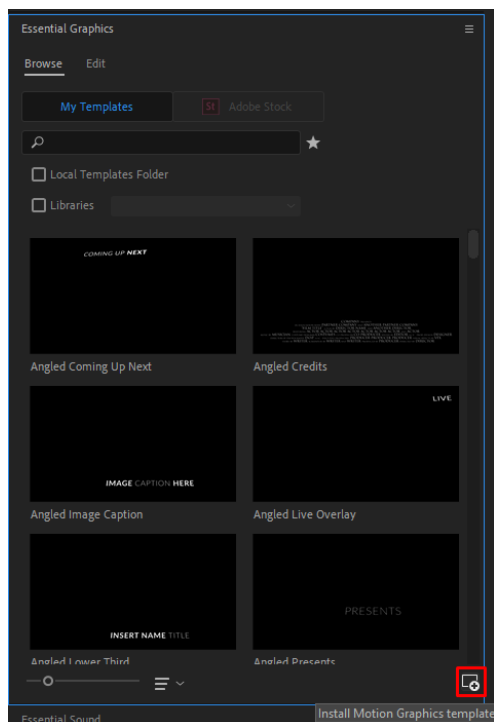 Essential Graphics
Browse Edit
My Templates St Adobe Stock
Local Templates Folder
Libraries
COMING UP NEXT
Angled Coming Up Next Angled Credits
LIVE
IMAGE CAPTION HERE
Angled Image Caption Angled Live Overlay
PRESENTS
INSERT NAME TITLE
Angled Lower Third Angled Presents
Essential Sound
Install Motion Graphics template